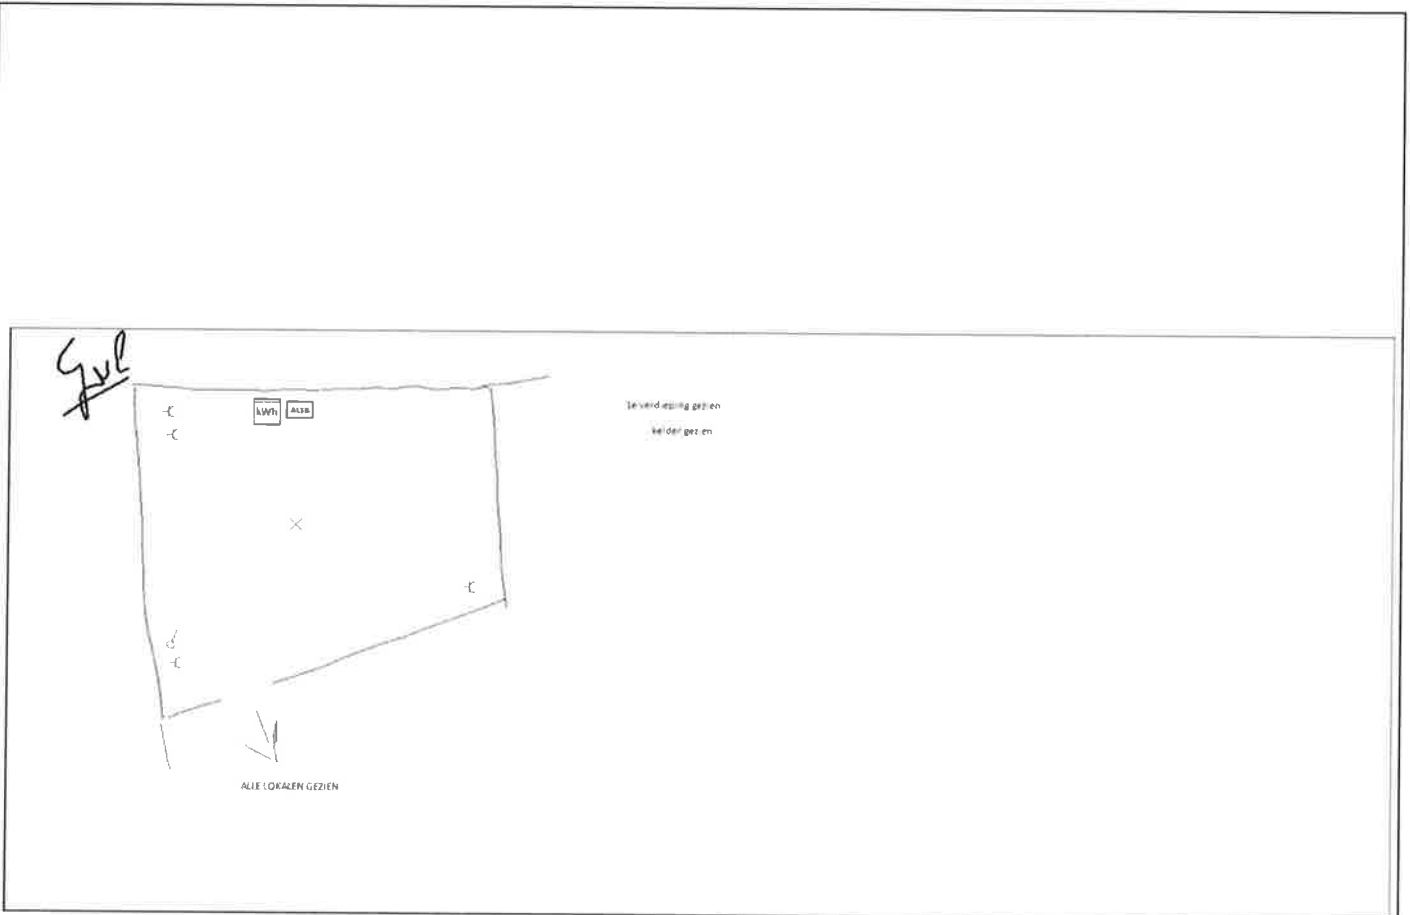 Gvl
kWh
ALSB
1e verdieping gezien
kelder gezien
ALLE LOKALEN GEZIEN